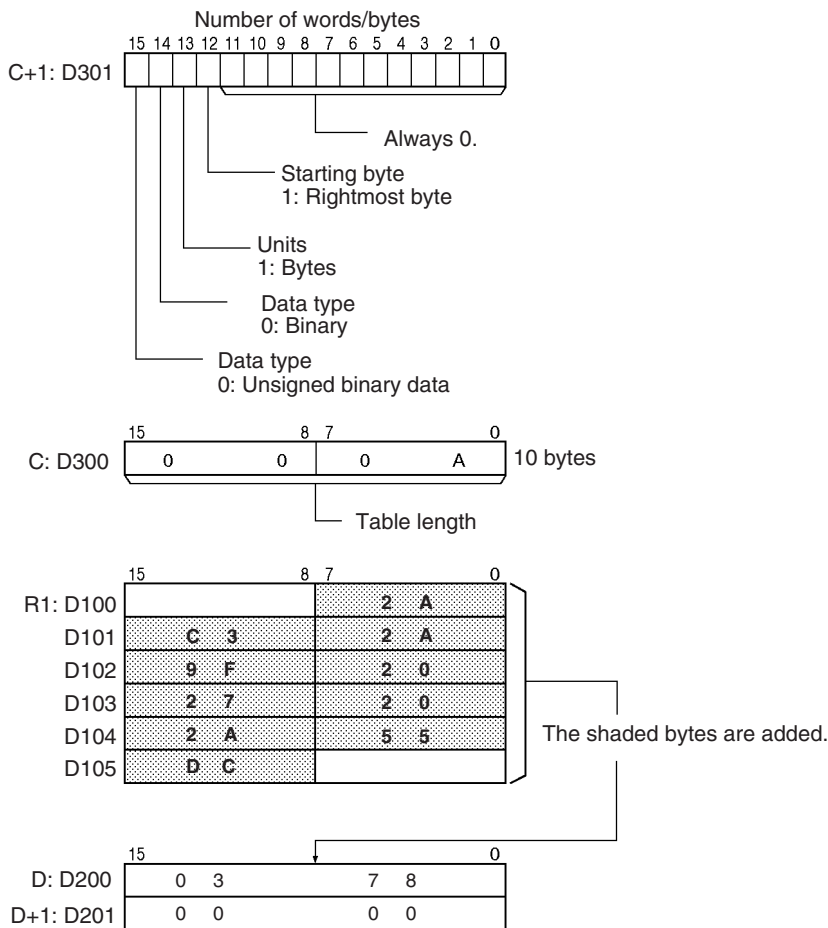 Number of words/bytes
15 14 13 12 11 10 9 8 7 6 5 4 3 2 1 0
C+1: D301
Always 0.
Starting byte
1: Rightmost byte
Units
1: Bytes
Data type
0: Binary
Data type
0: Unsigned binary data
15 8 7 0
C: D300 0 0 0 A 10 bytes
Table length
15 8 7 0
R1: D100 2 A
D101 C 3 2 A
D102 9 F 2 0
D103 2 7 2 0
D104 2 A 5 5
The shaded bytes are added.
D105 D C
15 0
D: D200 0 3 7 8
D+1: D201 0 0 0 0